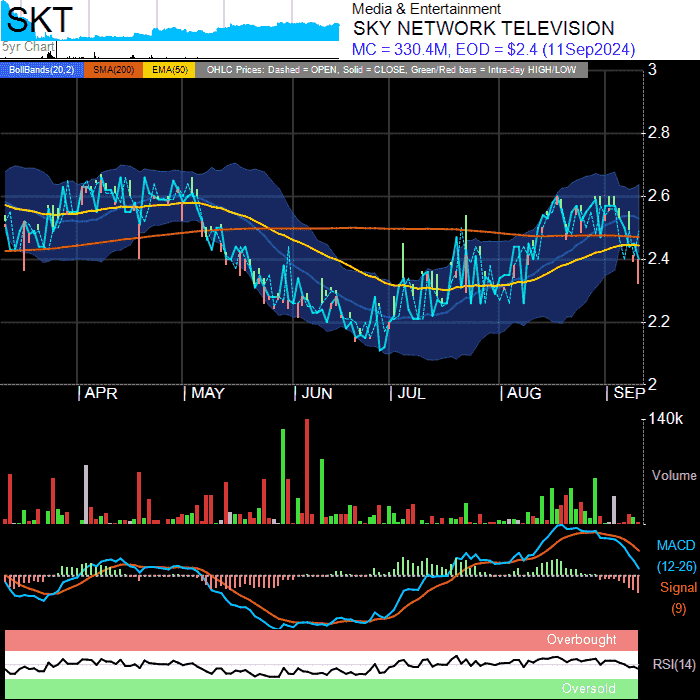 SKT
5yr Chart
Media & Entertainment
SKY NETWORK TELEVISION
MC = 330.4M, EOD = $2.4 (11Sep2024)
BollBands(20,2) SMA(200) EMA(50) OHLC Prices: Dashed = OPEN, Solid = CLOSE, Green/Red bars = Intra-day HIGH/LOW
3
2.8
2.6
2.4
2.2
2
APR MAY JUN JUL AUG SEP
140k
Volume
MACD
(12-26)
Signal
(9)
Overbought
RSI(14)
Oversold